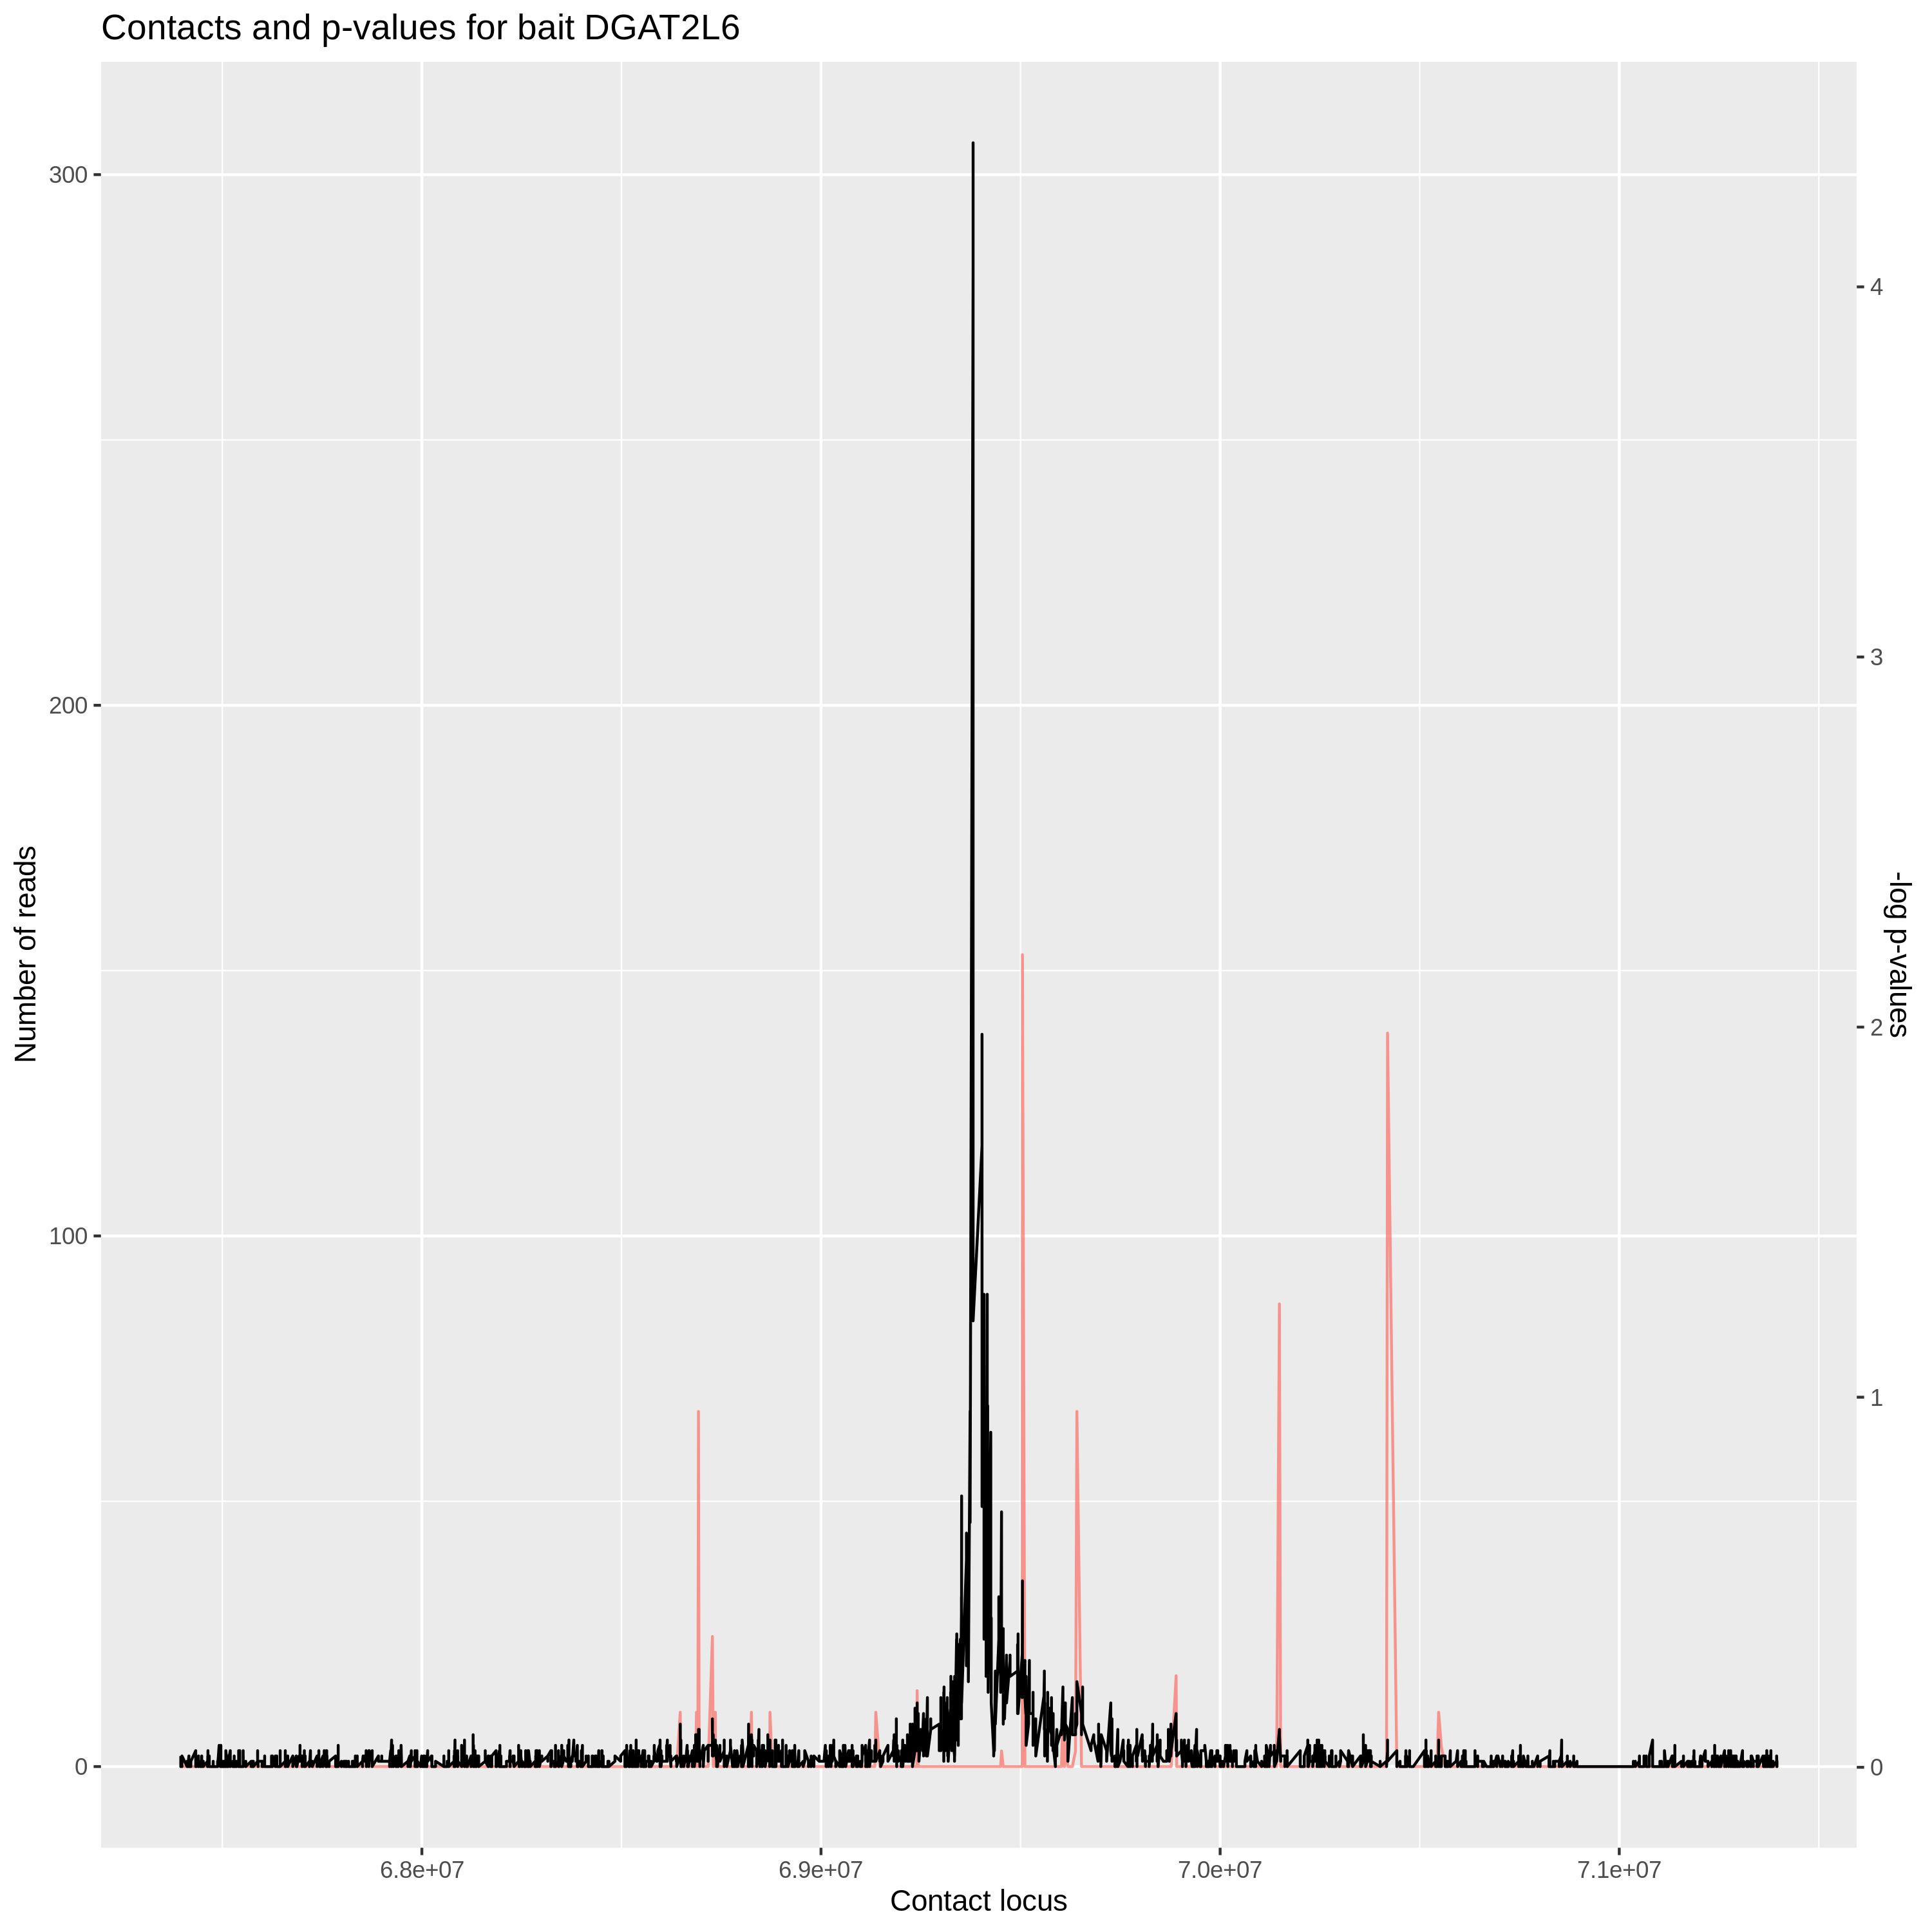 Contacts and p-values for bait DGAT2L6
300
200
100
0
Number of reads
4
3
2
1
0
-log p-values
6.8e+07
6.9e+07
7.0e+07
7.1e+07
Contact locus